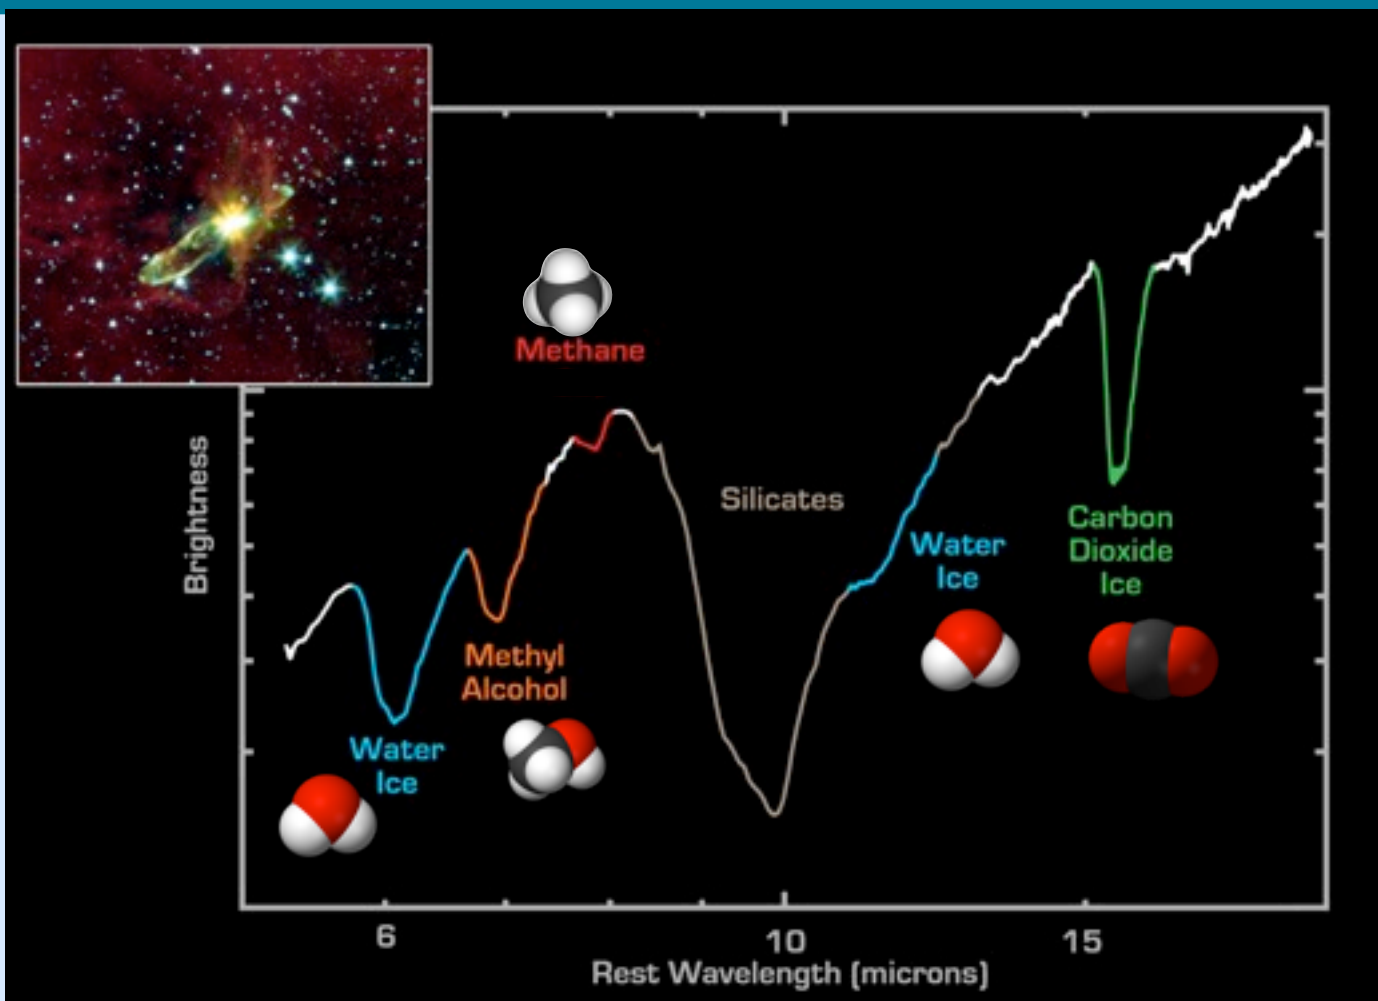 Methane
Brightness
Silicates
Carbon
Dioxide
Ice
Water
Ice
Methyl
Alcohol
Water
Ice
6
10
15
Rest Wavelength (microns)